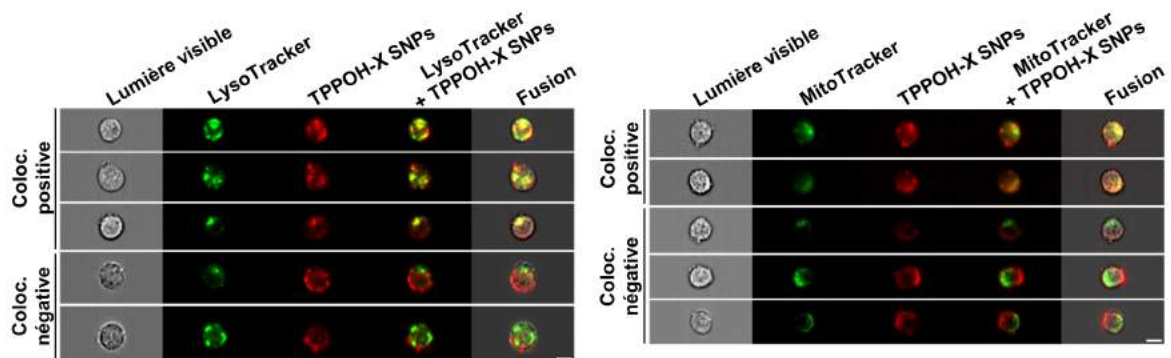 Lumière visible
LysoTracker
TPPOH-X SNPs
LysoTracker
+ TPPOH-X SNPs
Fusion
Coloc.
positive
Coloc.
négative
Lumière visible
MitoTracker
TPPOH-X SNPs
MitoTracker
+ TPPOH-X SNPs
Fusion
Coloc.
positive
Coloc.
négative